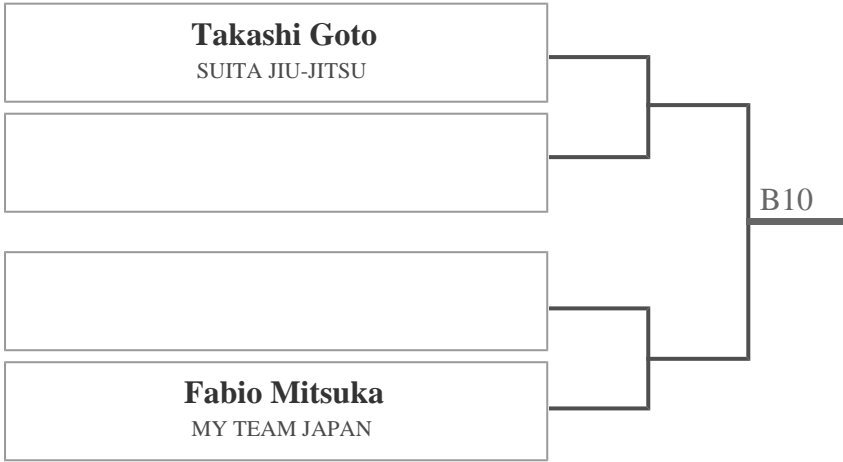 Takashi Goto
SUITA JIU-JITSU
B10
Fabio Mitsuka
MY TEAM JAPAN